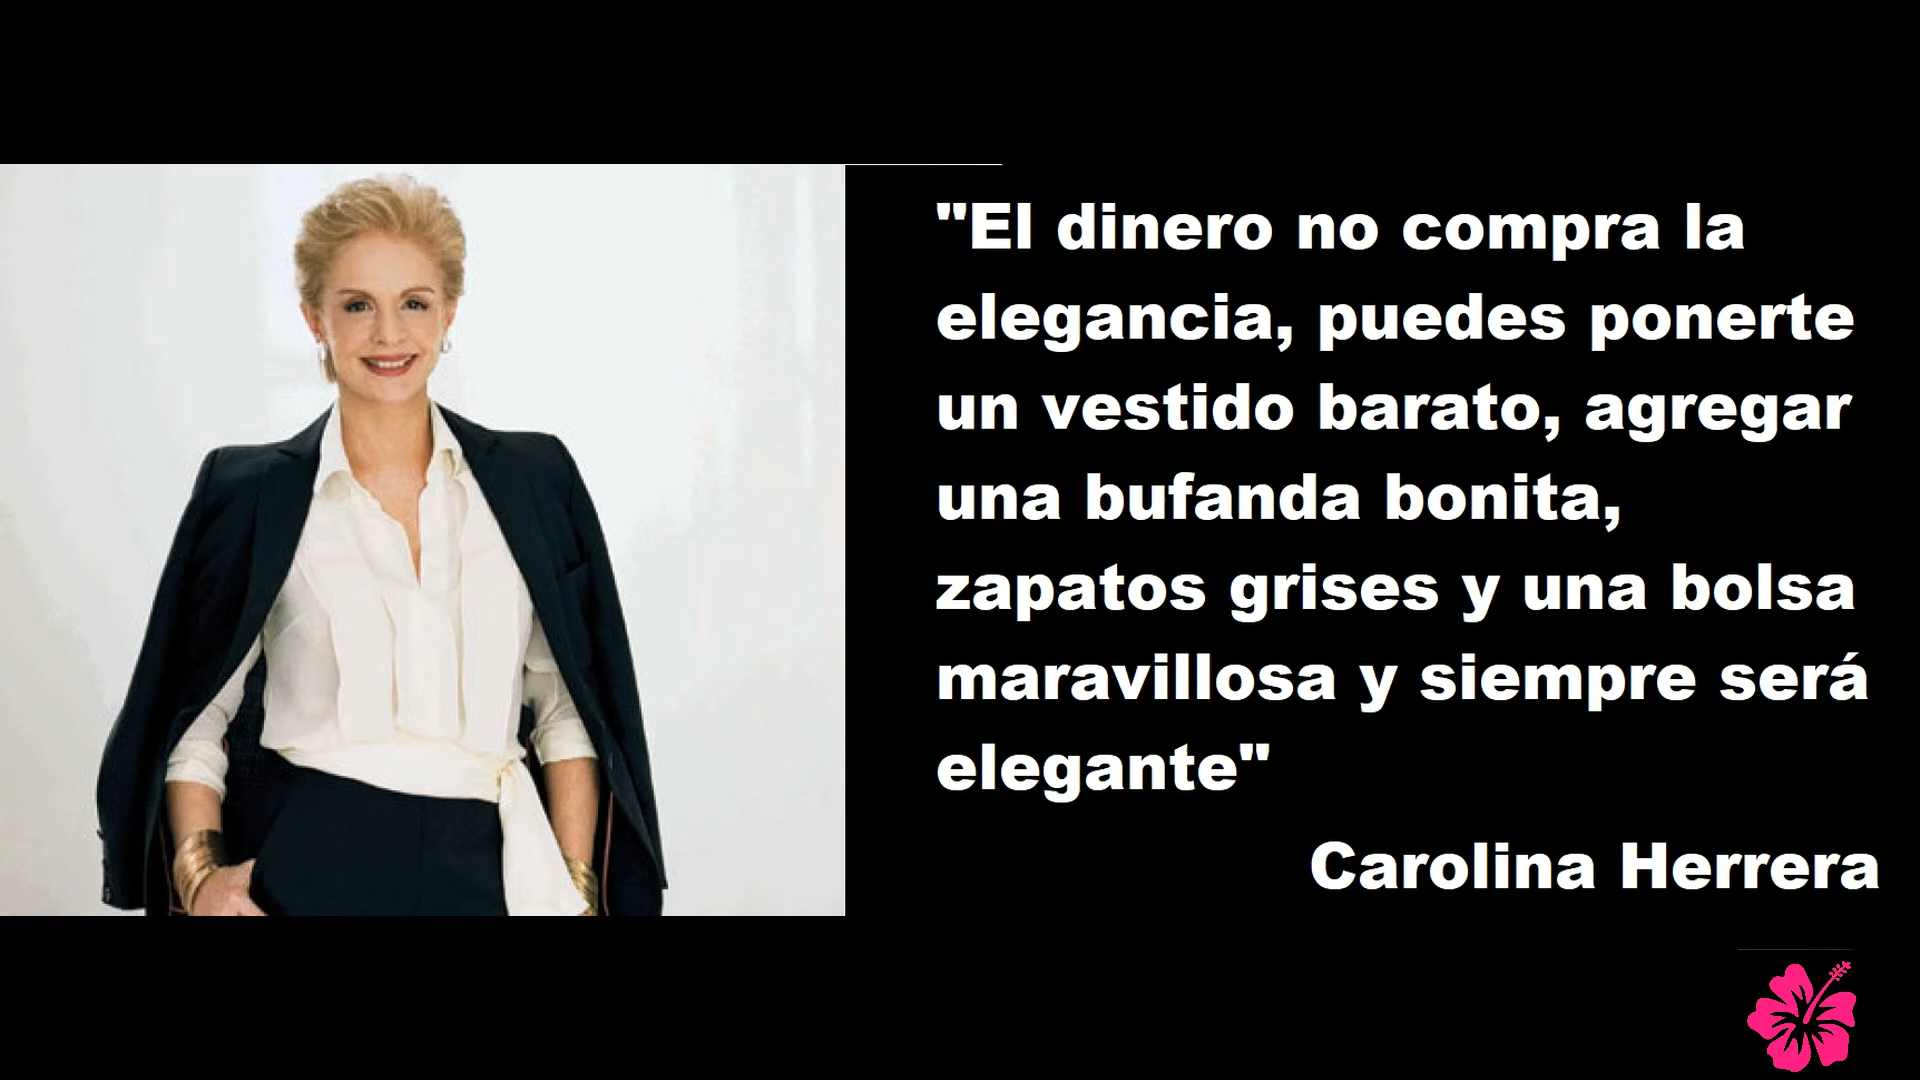 "El dinero no compra la
elegancia, puedes ponerte
un vestido barato, agregar
una bufanda bonita,
zapatos grises y una bolsa
maravillosa y siempre será
elegante"
Carolina Herrera